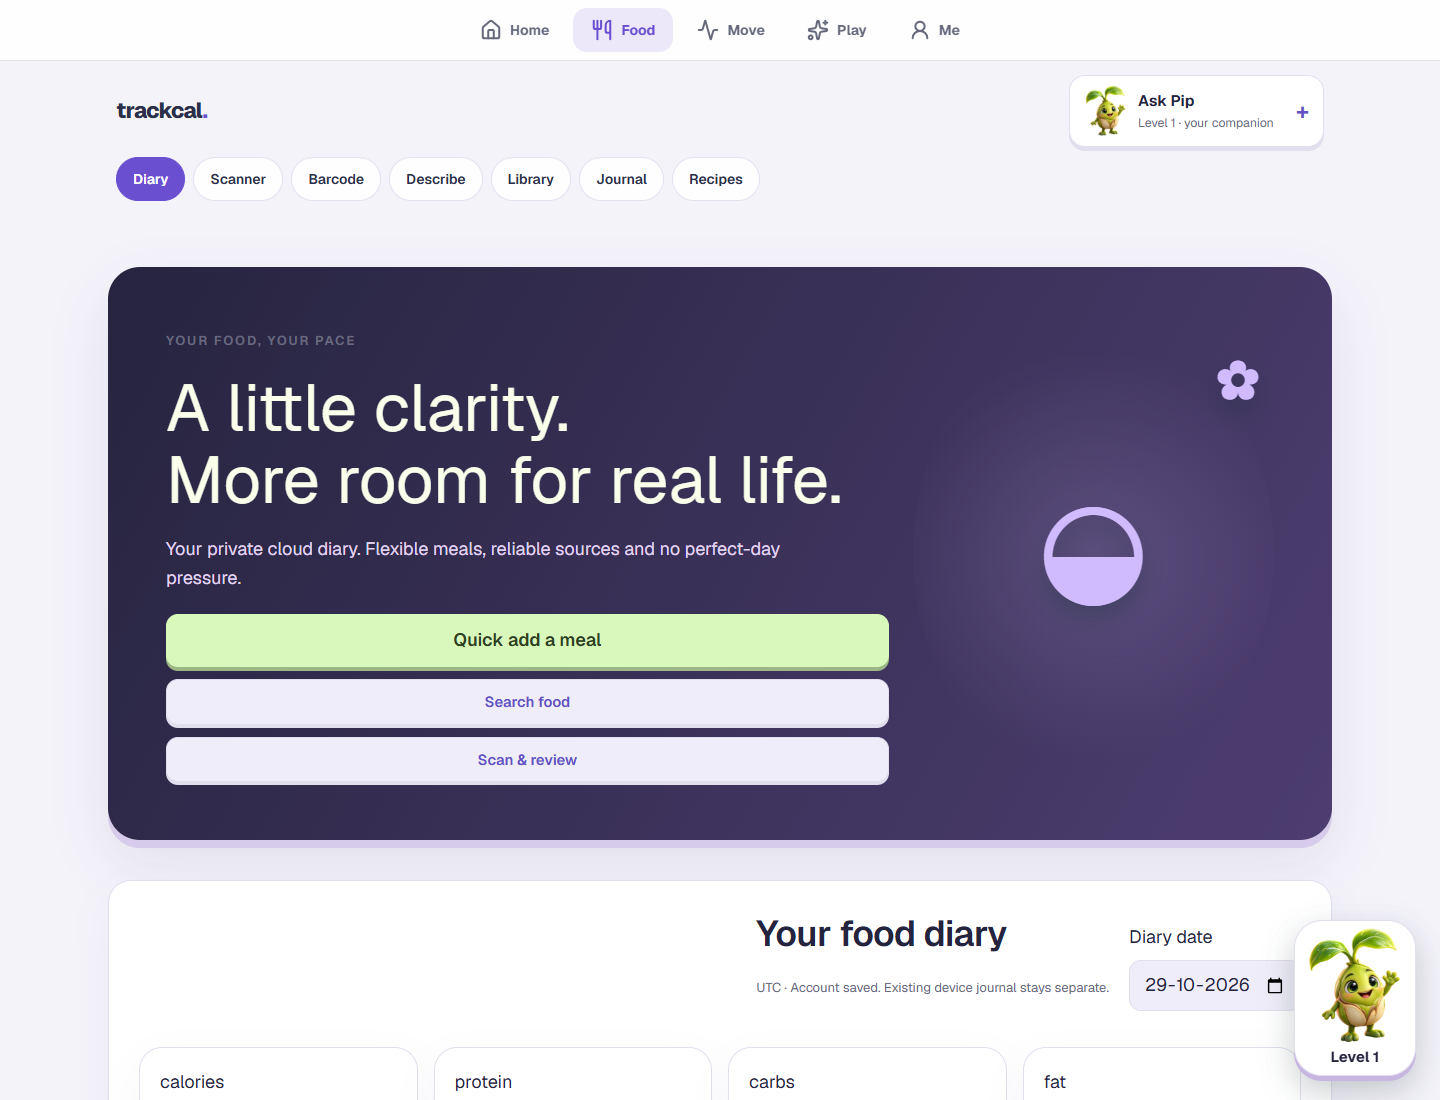 Home
Food
Move
Play
Me
trackcal.
Ask Pip
Level 1 · your companion
+
Diary
Scanner
Barcode
Describe
Library
Journal
Recipes
YOUR FOOD, YOUR PACE
A little clarity.
More room for real life.
Your private cloud diary. Flexible meals, reliable sources and no perfect-day
pressure.
Quick add a meal
Search food
Scan & review
Your food diary
UTC · Account saved. Existing device journal stays separate.
Diary date
29-10-2026
Level 1
calories
protein
carbs
fat